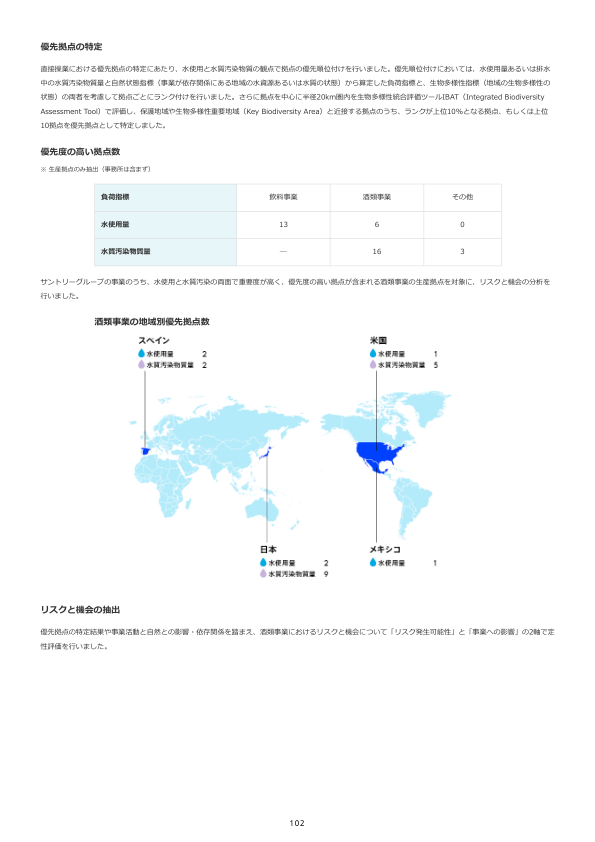 優先拠点の特定
直接操業における優先拠点の特定にあたり、水使用と水質汚染物質の観点で拠点の優先順位付けを行いました。優先順位付けにおいては、水使用量あるいは排水
中の水質汚染物質量と自然状態指標（事業が依存関係にある地域の水資源あるいは水質の状態）から算定した負荷指標と、生物多様性指標（地域の生物多様性の
状態）の両者を考慮して拠点ごとにランク付けを行いました。さらに拠点を中心に半径20km圏内を生物多様性統合評価ツールIBAT（Integrated Biodiversity
Assessment Tool）で評価し、保護地域や生物多様性重要地域（Key Biodiversity Area）と近接する拠点のうち、ランクが上位10%となる拠点、もしくは上位
10拠点を優先拠点として特定しました。
優先度の高い拠点数
※ 生産拠点のみ抽出（事務所は含まず）
負荷指標 飲料事業 酒類事業 その他
水使用量 13 6 0
水質汚染物質量 — 16 3
サントリーグループの事業のうち、水使用と水質汚染の両面で重要度が高く、優先度の高い拠点が含まれる酒類事業の生産拠点を対象に、リスクと機会の分析を
行いました。
酒類事業の地域別優先拠点数
スペイン
水使用量 2
水質汚染物質量 2
米国
水使用量 1
水質汚染物質量 5
日本
水使用量 2
水質汚染物質量 9
メキシコ
水使用量 1
リスクと機会の抽出
優先拠点の特定結果や事業活動と自然との影響・依存関係を踏まえ、酒類事業におけるリスクと機会について「リスク発生可能性」と「事業への影響」の2軸で定
性評価を行いました。
102